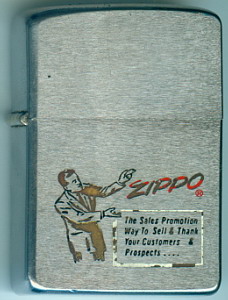 ZIPPO®
The Sales Promotion
Way To Sell & Thank
Your Customers &
Prospects ....